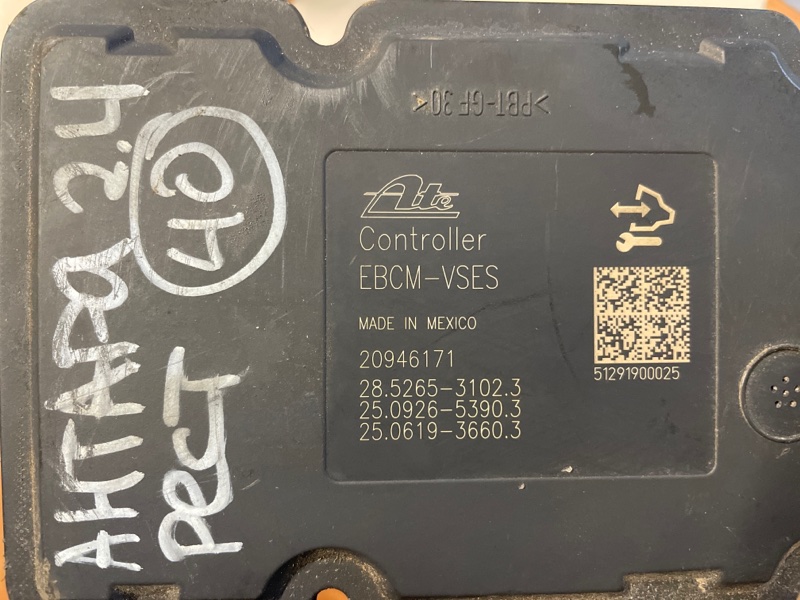 АНТАРА 2.4
РЕСТ
40
>PBT-GF30<
Ate
Controller
EBCM-VSES
MADE IN MEXICO
20946171
28.5265-3102.3
25.0926-5390.3
25.0619-3660.3
51291900025